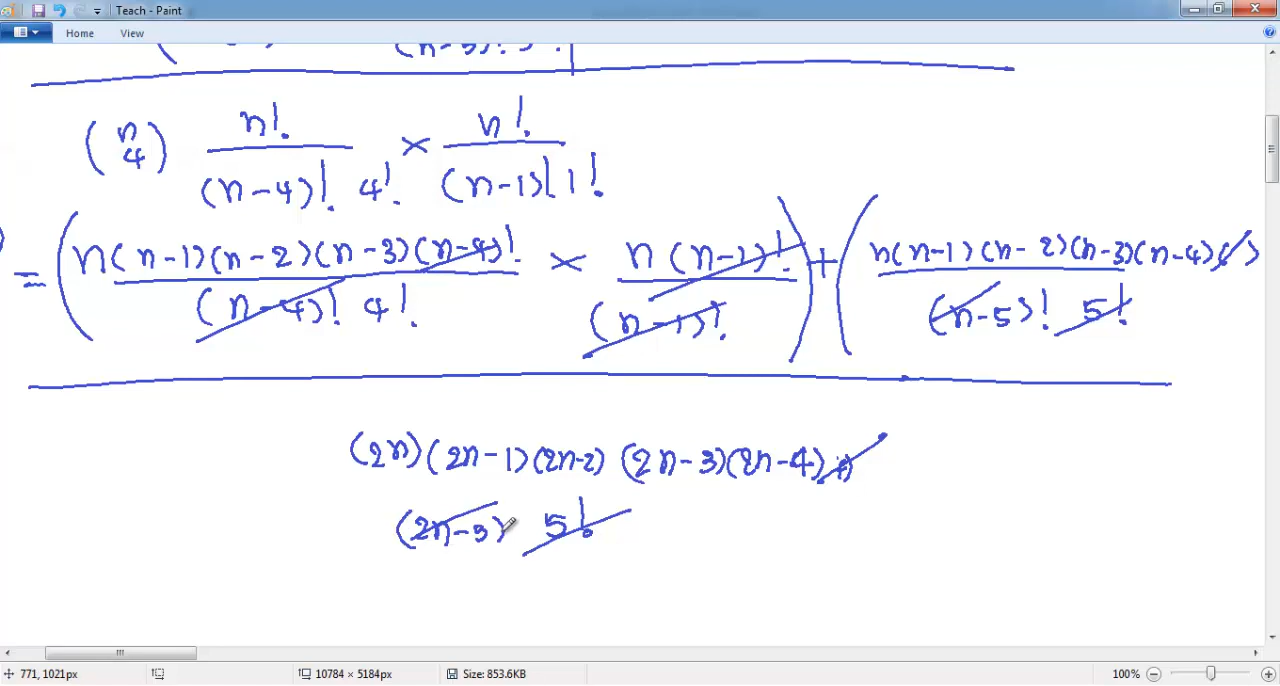 Teach - Paint
Home View
(n-5)! 5!
(n 4) n! / (n-4)! 4! × n! / (n-1)! 1!
= (n(n-1)(n-2)(n-3)(n-4)! / (n-4)! 4! × n(n-1)! / (n-1)!) + (n(n-1)(n-2)(n-3)(n-4) / (n-5)! 5!
(2n)(2n-1)(2n-2)(2n-3)(2n-4)
(2n-5) 5!
771, 1021px 10784 × 5184px Size: 853.6KB 100%